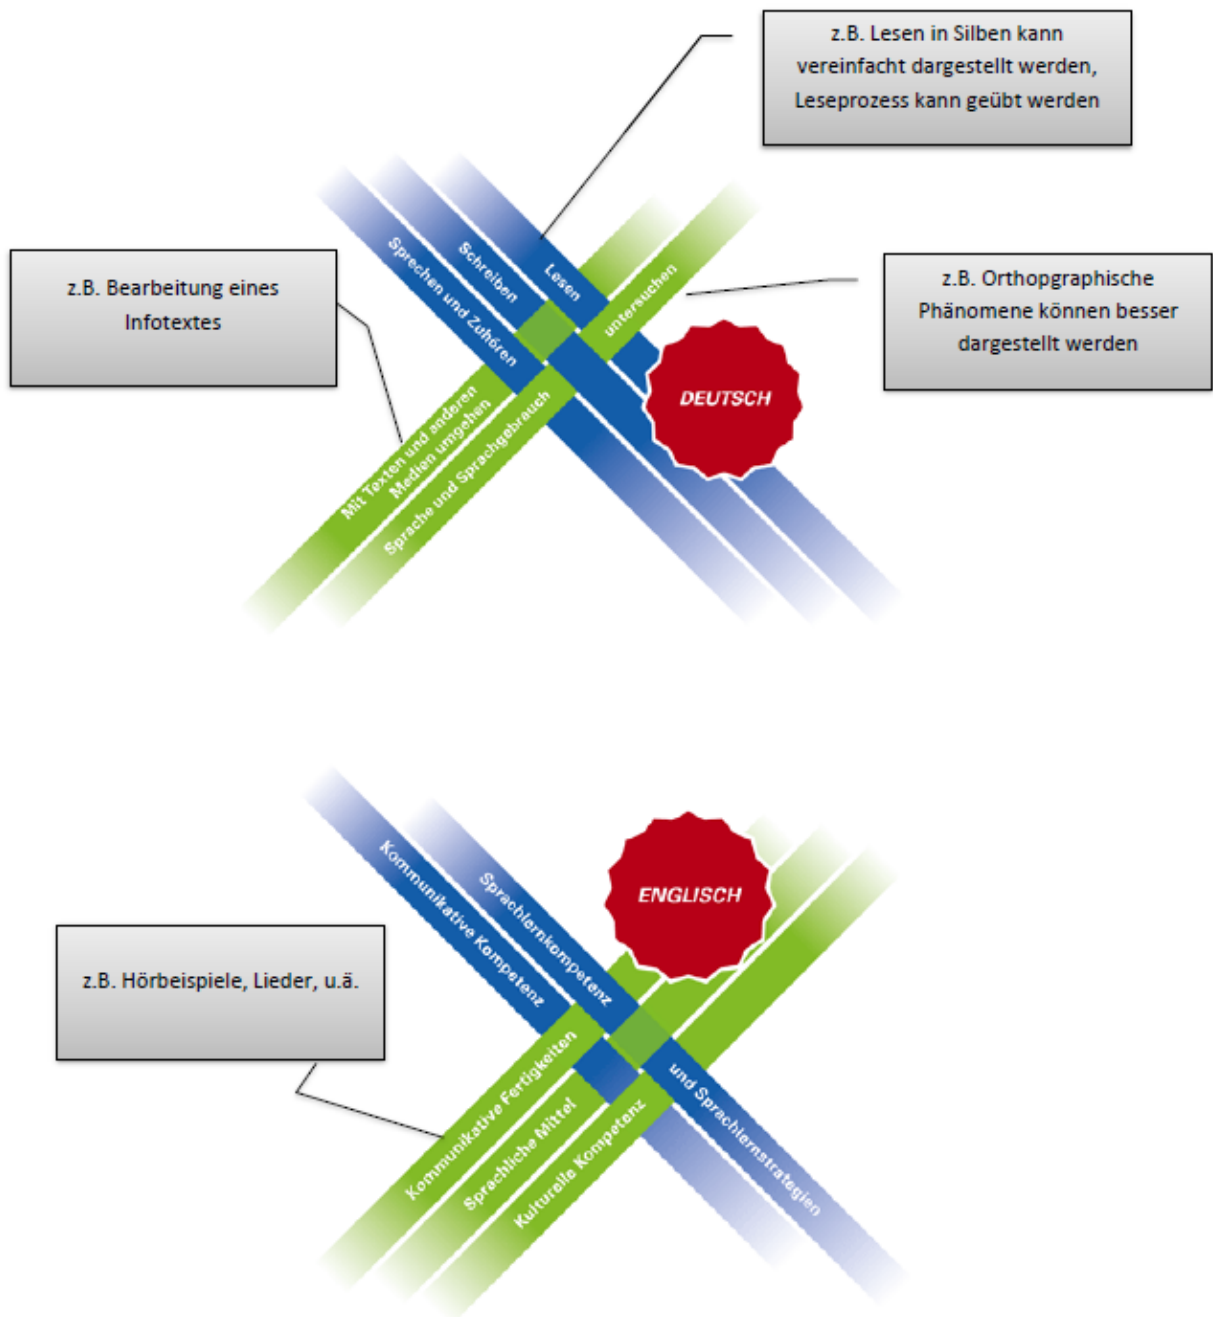 z.B. Lesen in Silben kann
vereinfacht dargestellt werden,
Leseprozess kann geübt werden
z.B. Bearbeitung eines
Infotextes
z.B. Orthopgraphische
Phänomene können besser
dargestellt werden
Lesen
Schreiben
Sprechen und Zuhören
untersuchen
DEUTSCH
Mit Texten und anderen
Medien umgehen
Sprache und Sprachgebrauch
ENGLISCH
Kommunikative Kompetenz
Sprachlernkompetenz
und Sprachlernstrategien
z.B. Hörbeispiele, Lieder, u.ä.
Kommunikative Fertigkeiten
Sprachliche Mittel
Kulturelle Kompetenz